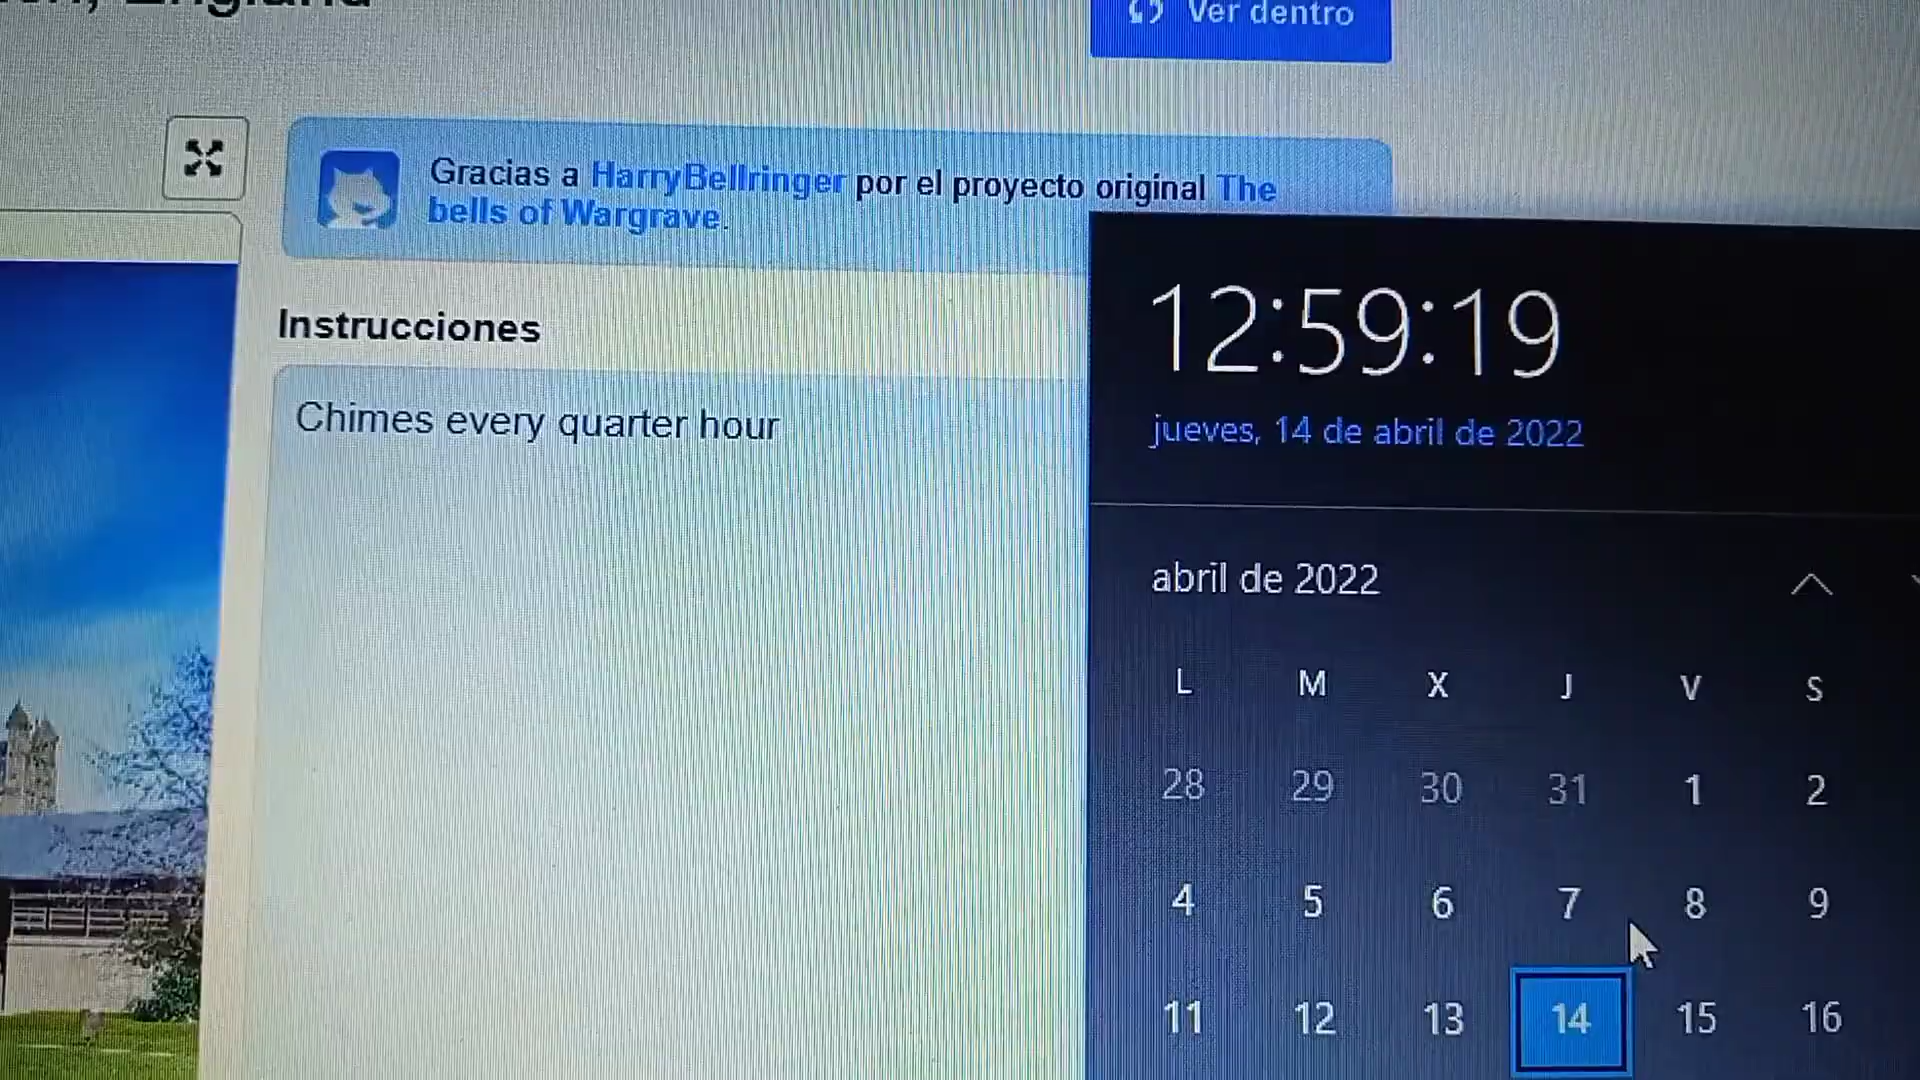 England
Ver dentro
Gracias a HarryBellringer por el proyecto original The
bells of Wargrave.
Instrucciones
Chimes every quarter hour
12:59:19
jueves, 14 de abril de 2022
abril de 2022
L M X J V S
28 29 30 31 1 2
4 5 6 7 8 9
11 12 13 14 15 16